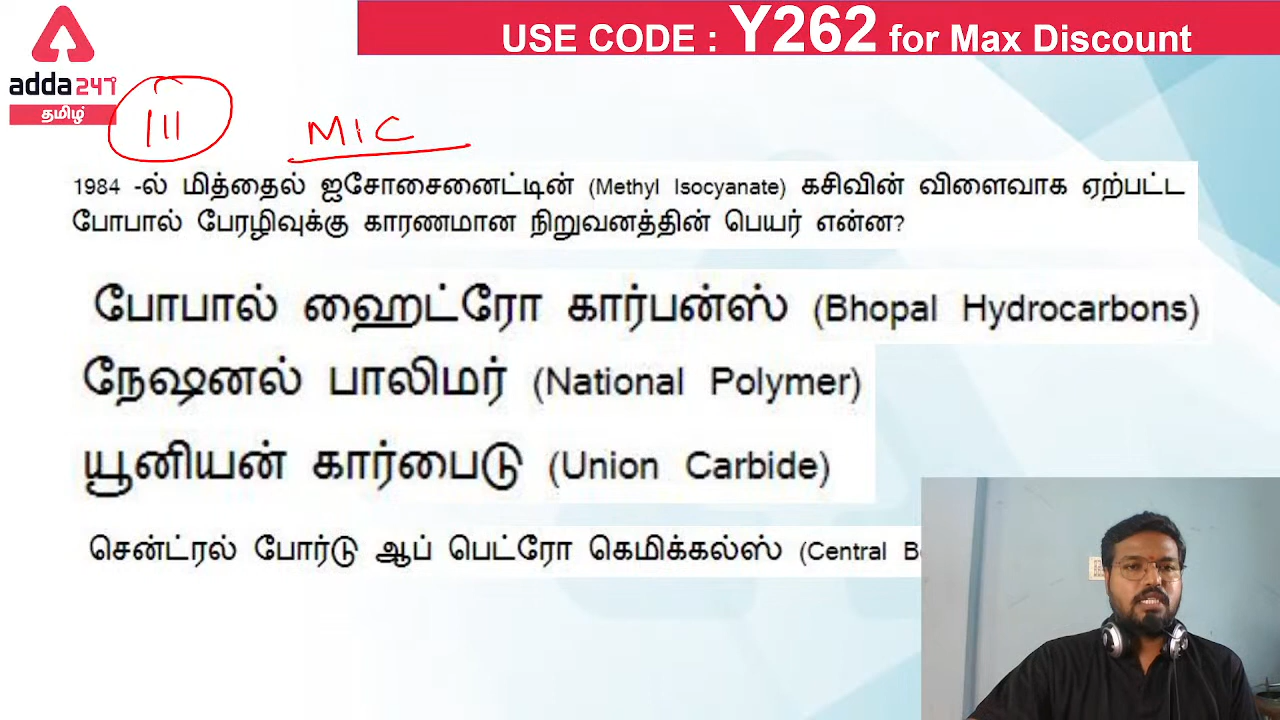 USE CODE : Y262 for Max Discount
adda247
தமிழ்
111
MIC
1984 -ல் மித்தைல் ஐசோசைனைட்டின் (Methyl Isocyanate) கசிவின் விளைவாக ஏற்பட்ட
போபால் பேரழிவுக்கு காரணமான நிறுவனத்தின் பெயர் என்ன?
போபால் ஹைட்ரோ கார்பன்ஸ் (Bhopal Hydrocarbons)
நேஷனல் பாலிமர் (National Polymer)
யூனியன் கார்பைடு (Union Carbide)
சென்ட்ரல் போர்டு ஆப் பெட்ரோ கெமிக்கல்ஸ் (Central